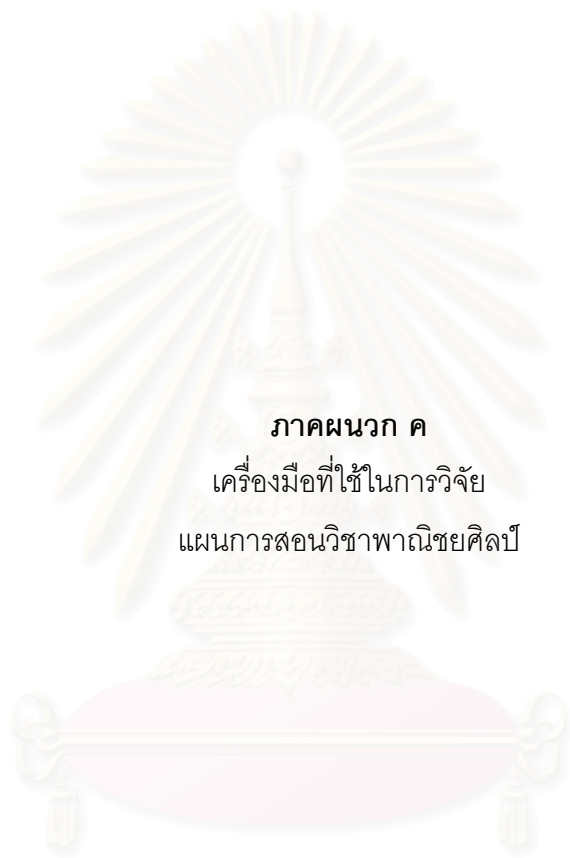 ภาคผนวก ค
เครื่องมือที่ใช้ในการวิจัย
แผนการสอนวิชาพาณิชยศิลป์